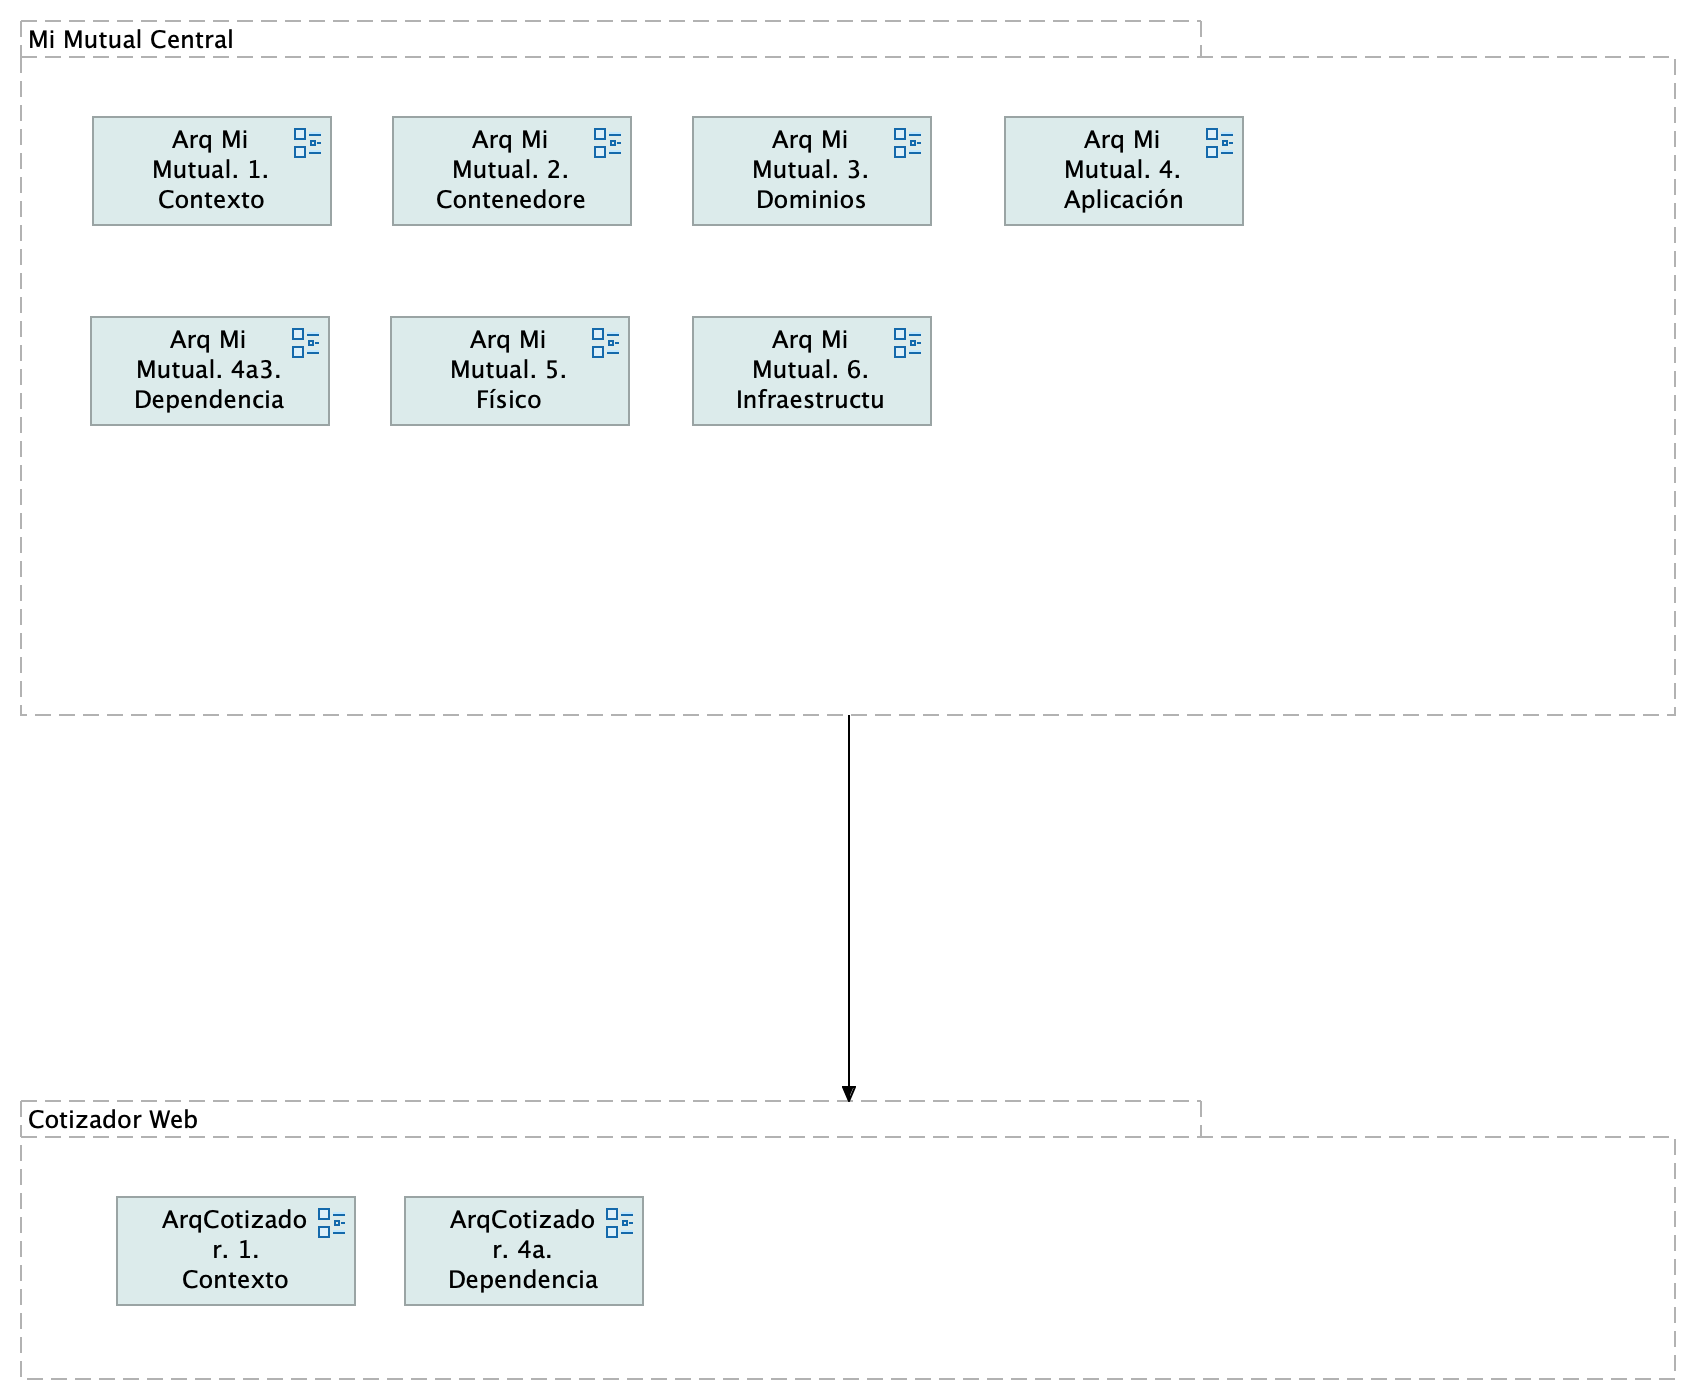 Mi Mutual Central
Arq Mi
Mutual. 1.
Contexto
Arq Mi
Mutual. 2.
Contenedore
Arq Mi
Mutual. 3.
Dominios
Arq Mi
Mutual. 4.
Aplicación
Arq Mi
Mutual. 4a3.
Dependencia
Arq Mi
Mutual. 5.
Físico
Arq Mi
Mutual. 6.
Infraestructu
Cotizador Web
ArqCotizado
r. 1.
Contexto
ArqCotizado
r. 4a.
Dependencia